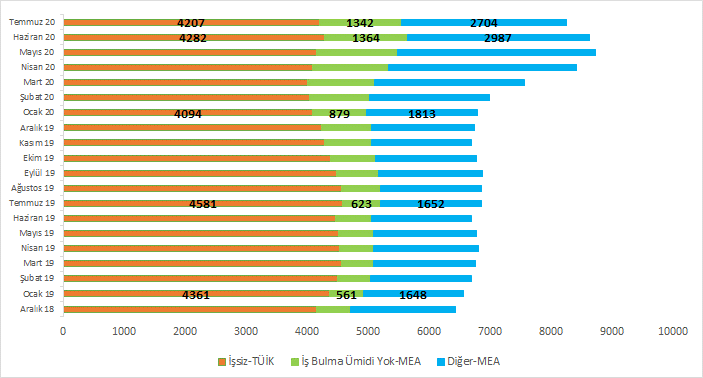 Temmuz 20 4207 1342 2704
Haziran 20 4282 1364 2987
Mayıs 20
Nisan 20
Mart 20
Şubat 20
Ocak 20 4094 879 1813
Aralık 19
Kasım 19
Ekim 19
Eylül 19
Ağustos 19
Temmuz 19 4581 623 1652
Haziran 19
Mayıs 19
Nisan 19
Mart 19
Şubat 19
Ocak 19 4361 561 1648
Aralık 18
0 1000 2000 3000 4000 5000 6000 7000 8000 9000 10000
İşsiz-TÜİK İş Bulma Ümidi Yok-MEA Diğer-MEA